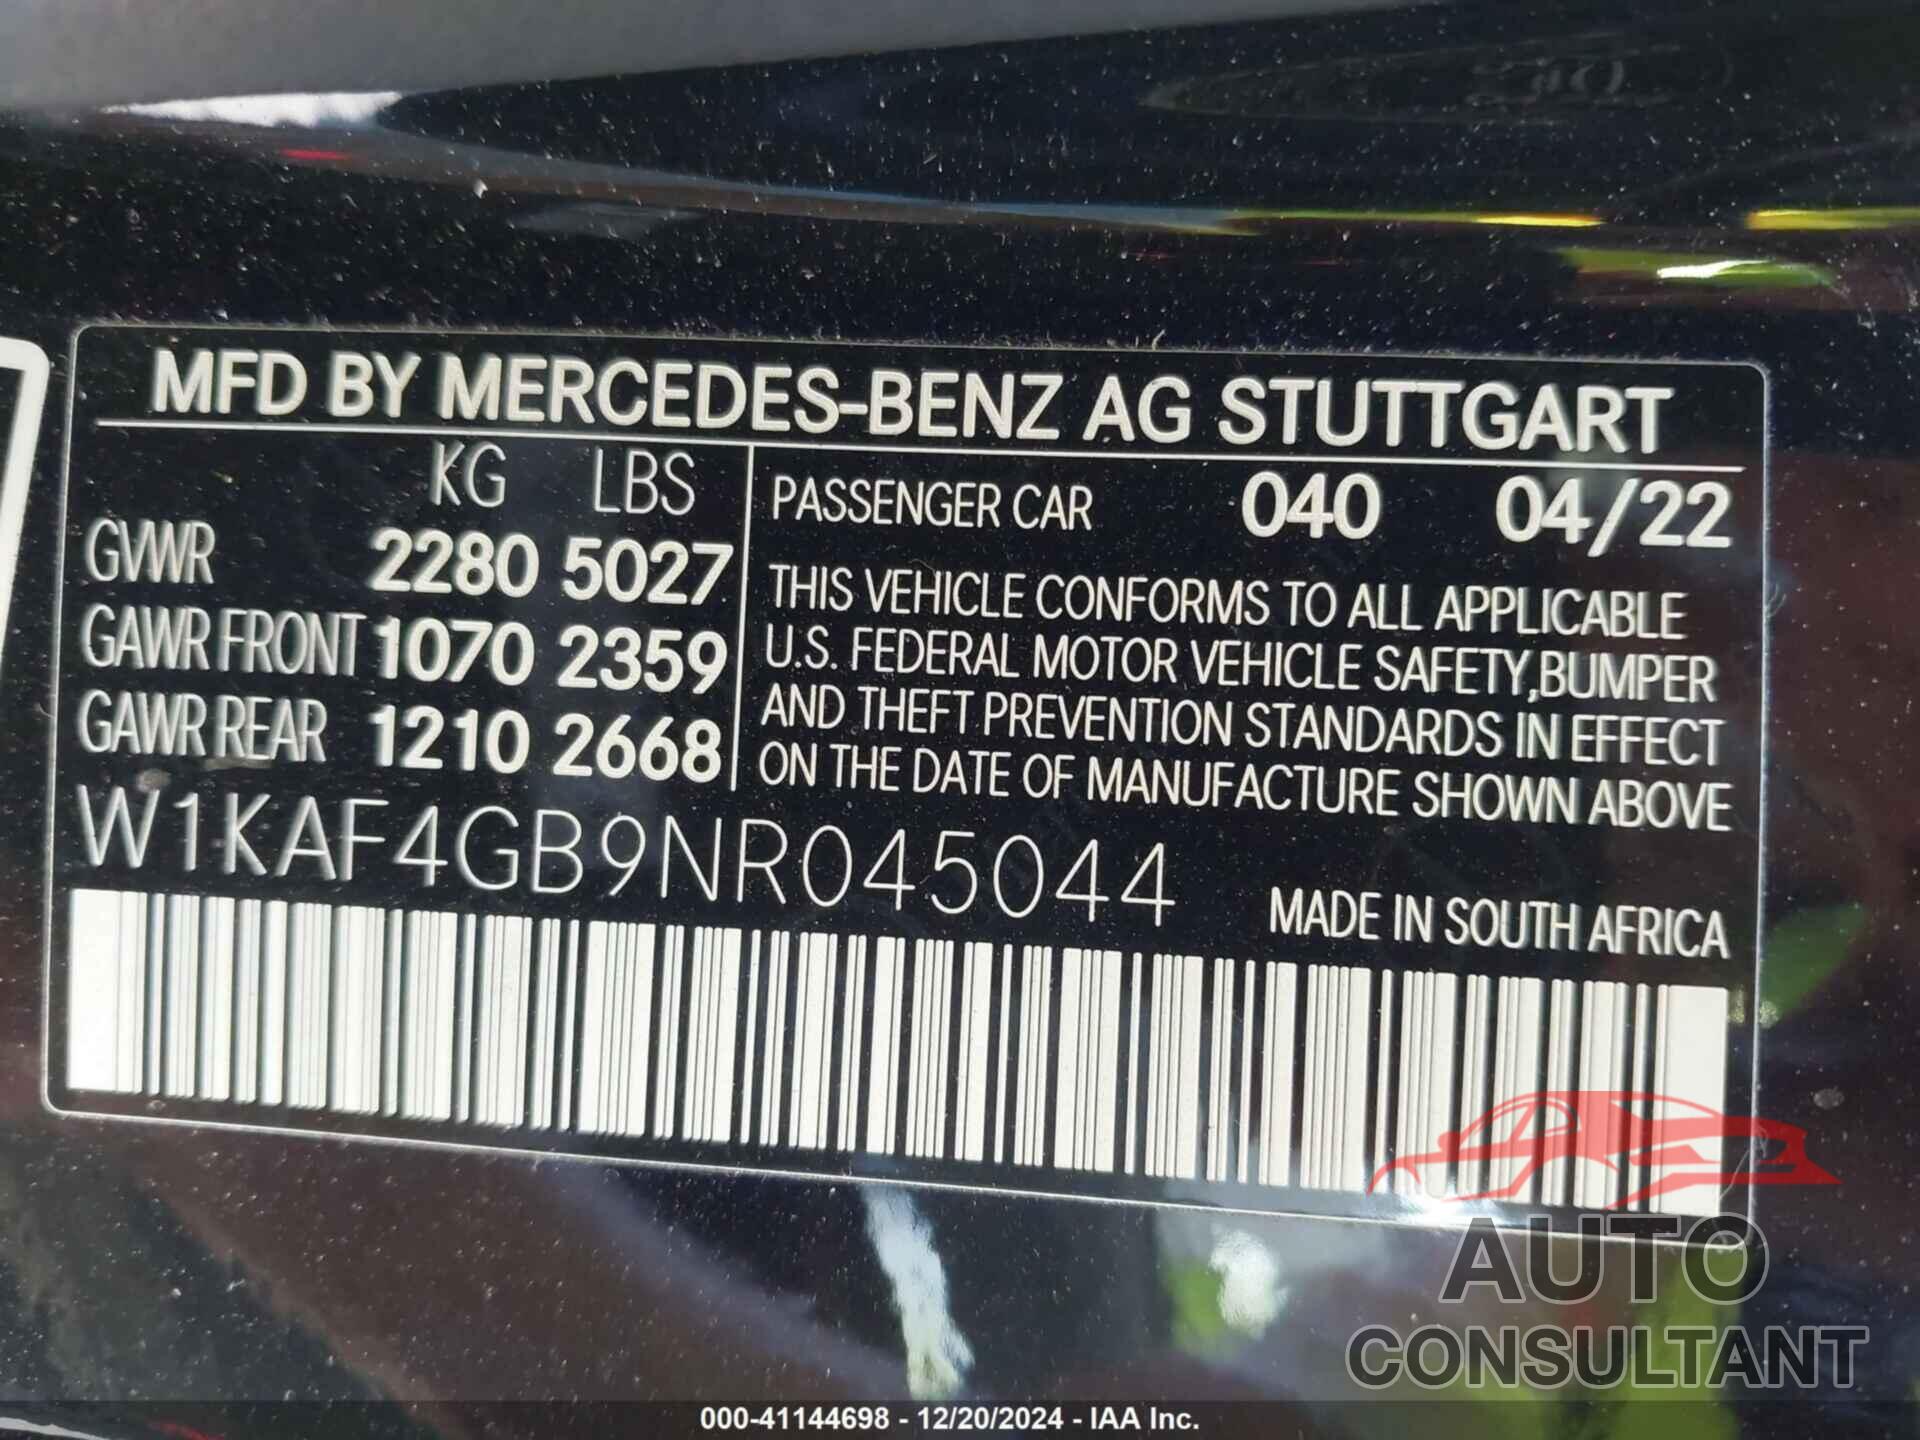 MFD BY MERCEDES-BENZ AG STUTTGART
KG LBS
GVWR 2280 5027
GAWR FRONT 1070 2359
GAWR REAR 1210 2668
PASSENGER CAR 040 04/22
THIS VEHICLE CONFORMS TO ALL APPLICABLE
U.S. FEDERAL MOTOR VEHICLE SAFETY,BUMPER
AND THEFT PREVENTION STANDARDS IN EFFECT
ON THE DATE OF MANUFACTURE SHOWN ABOVE
W1KAF4GB9NR045044
MADE IN SOUTH AFRICA
AUTO
CONSULTANT
000-41144698 - 12/20/2024 - IAA Inc.